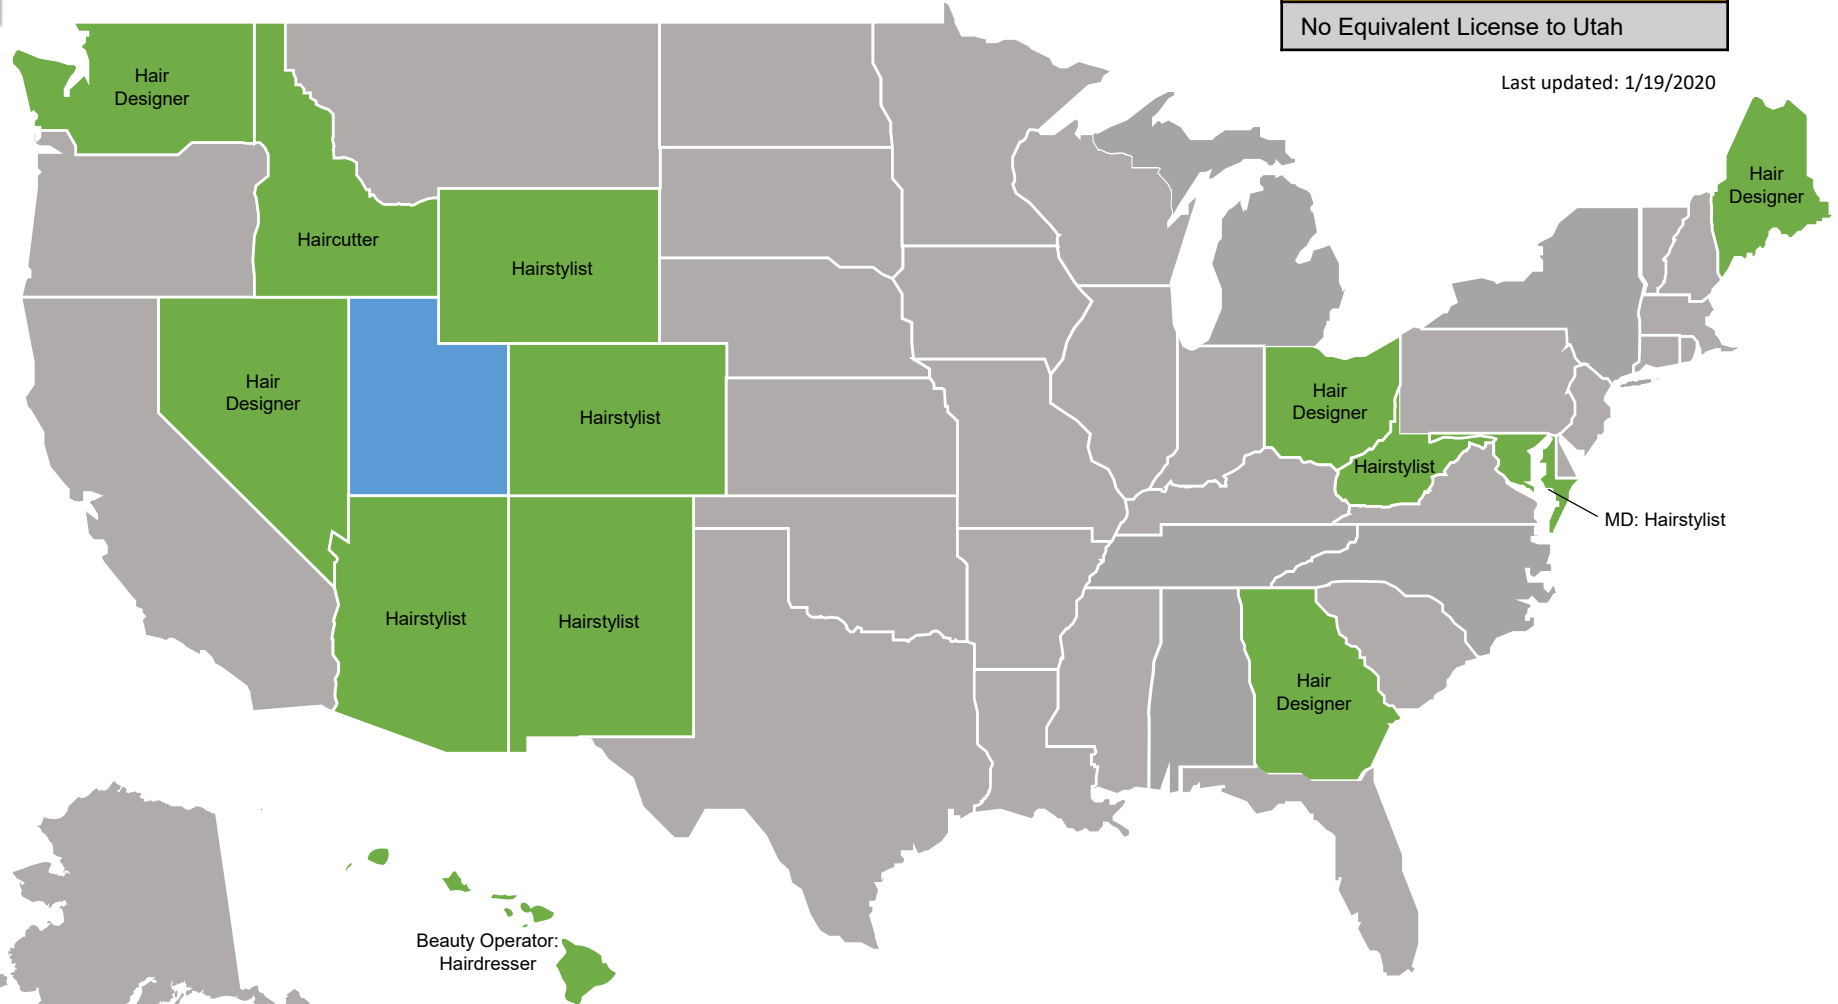 No Equivalent License to Utah
Last updated: 1/19/2020
Hair
Designer
Hair
Designer
Haircutter
Hairstylist
Hair
Designer
Hairstylist
Hair
Designer
Hairstylist
MD: Hairstylist
Hairstylist
Hairstylist
Hair
Designer
Beauty Operator:
Hairdresser